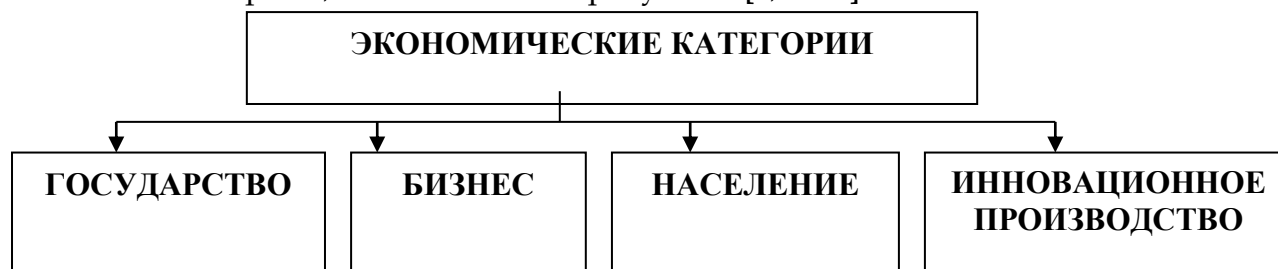 ЭКОНОМИЧЕСКИЕ КАТЕГОРИИ
ГОСУДАРСТВО
БИЗНЕС
НАСЕЛЕНИЕ
ИННОВАЦИОННОЕ
ПРОИЗВОДСТВО